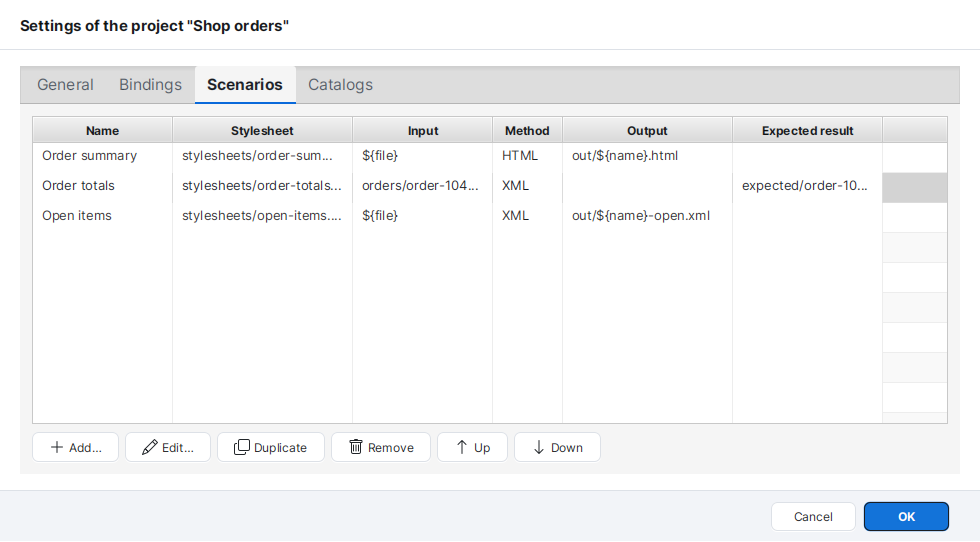 Settings of the project "Shop orders"
General Bindings Scenarios Catalogs
Name Stylesheet Input Method Output Expected result
Order summary stylesheets/order-sum... ${file} HTML out/${name}.html
Order totals stylesheets/order-totals... orders/order-104... XML expected/order-10...
Open items stylesheets/open-items.... ${file} XML out/${name}-open.xml
Add... Edit... Duplicate Remove Up Down
Cancel OK